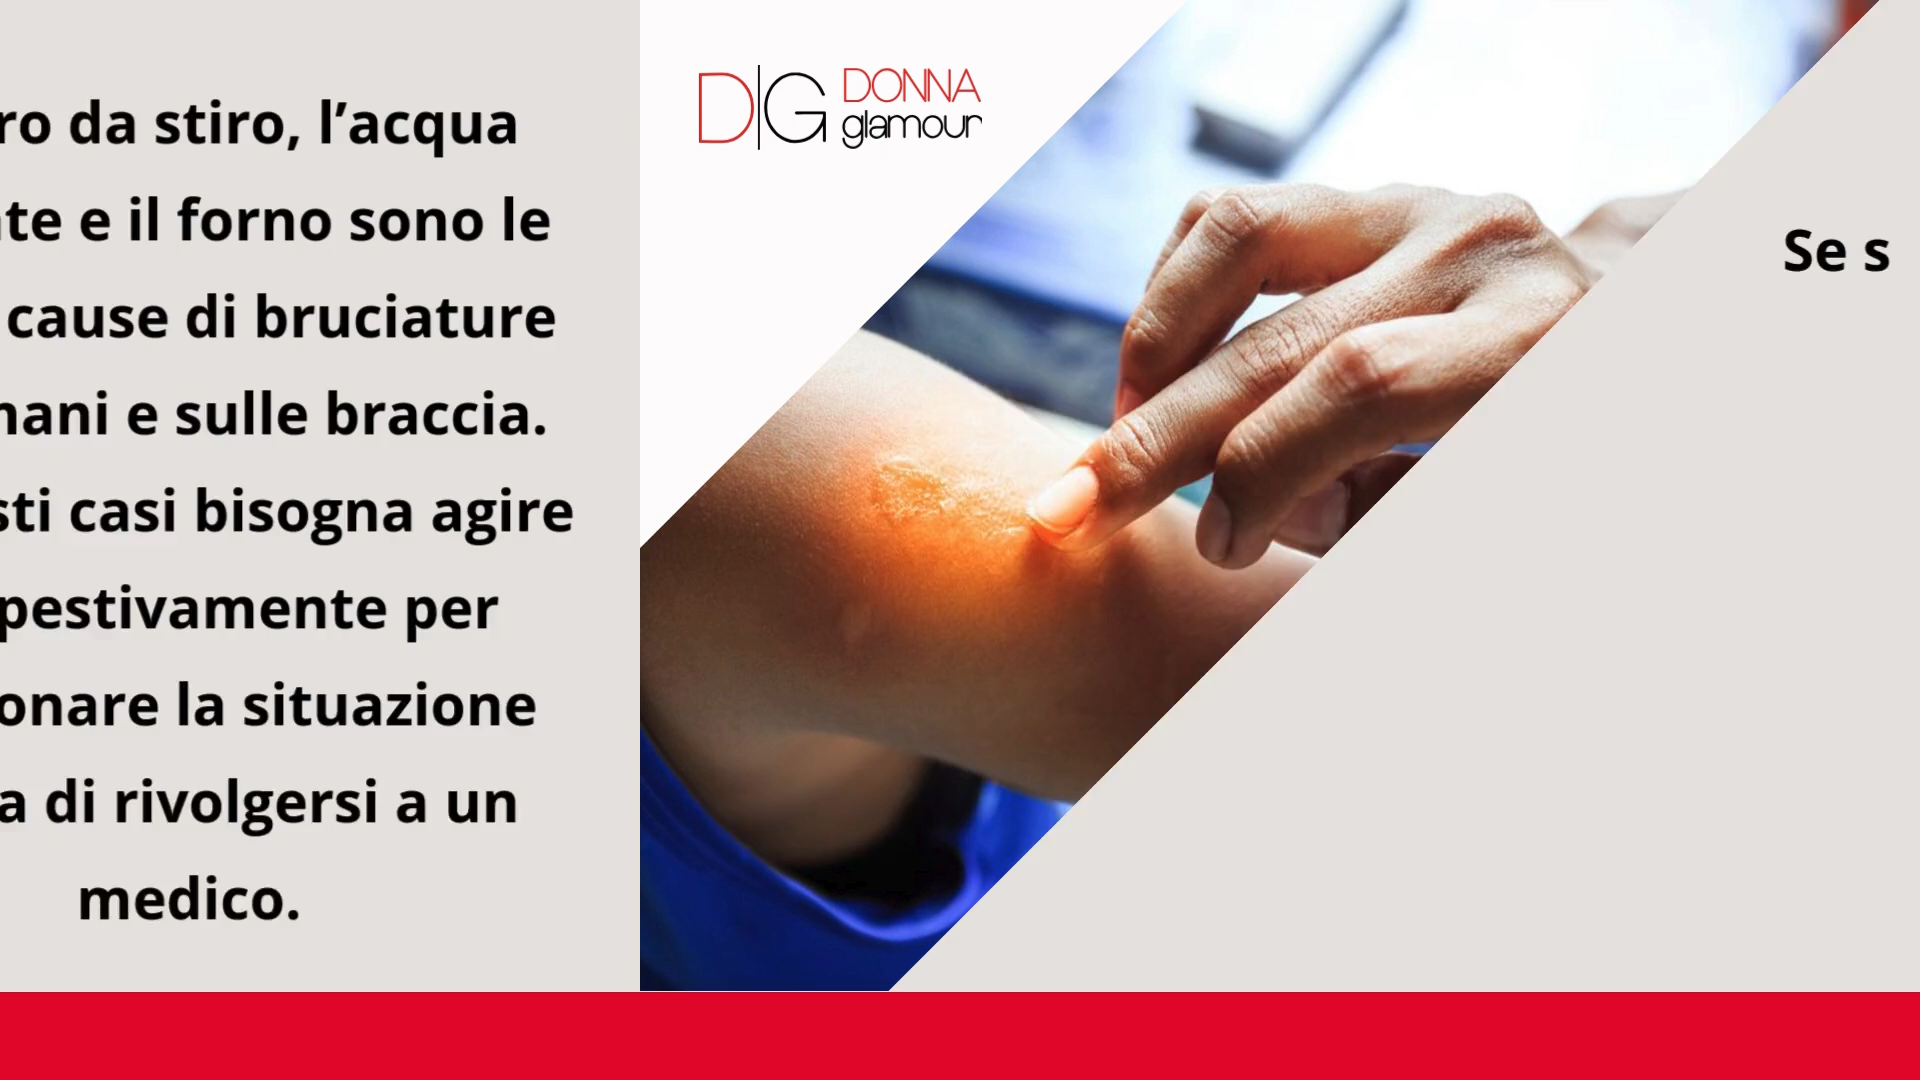 ro da stiro, l’acqua
te e il forno sono le
cause di bruciature
mani e sulle braccia.
sti casi bisogna agire
pestivamente per
onare la situazione
a di rivolgersi a un
medico.
D|G DONNA
glamour
Se s